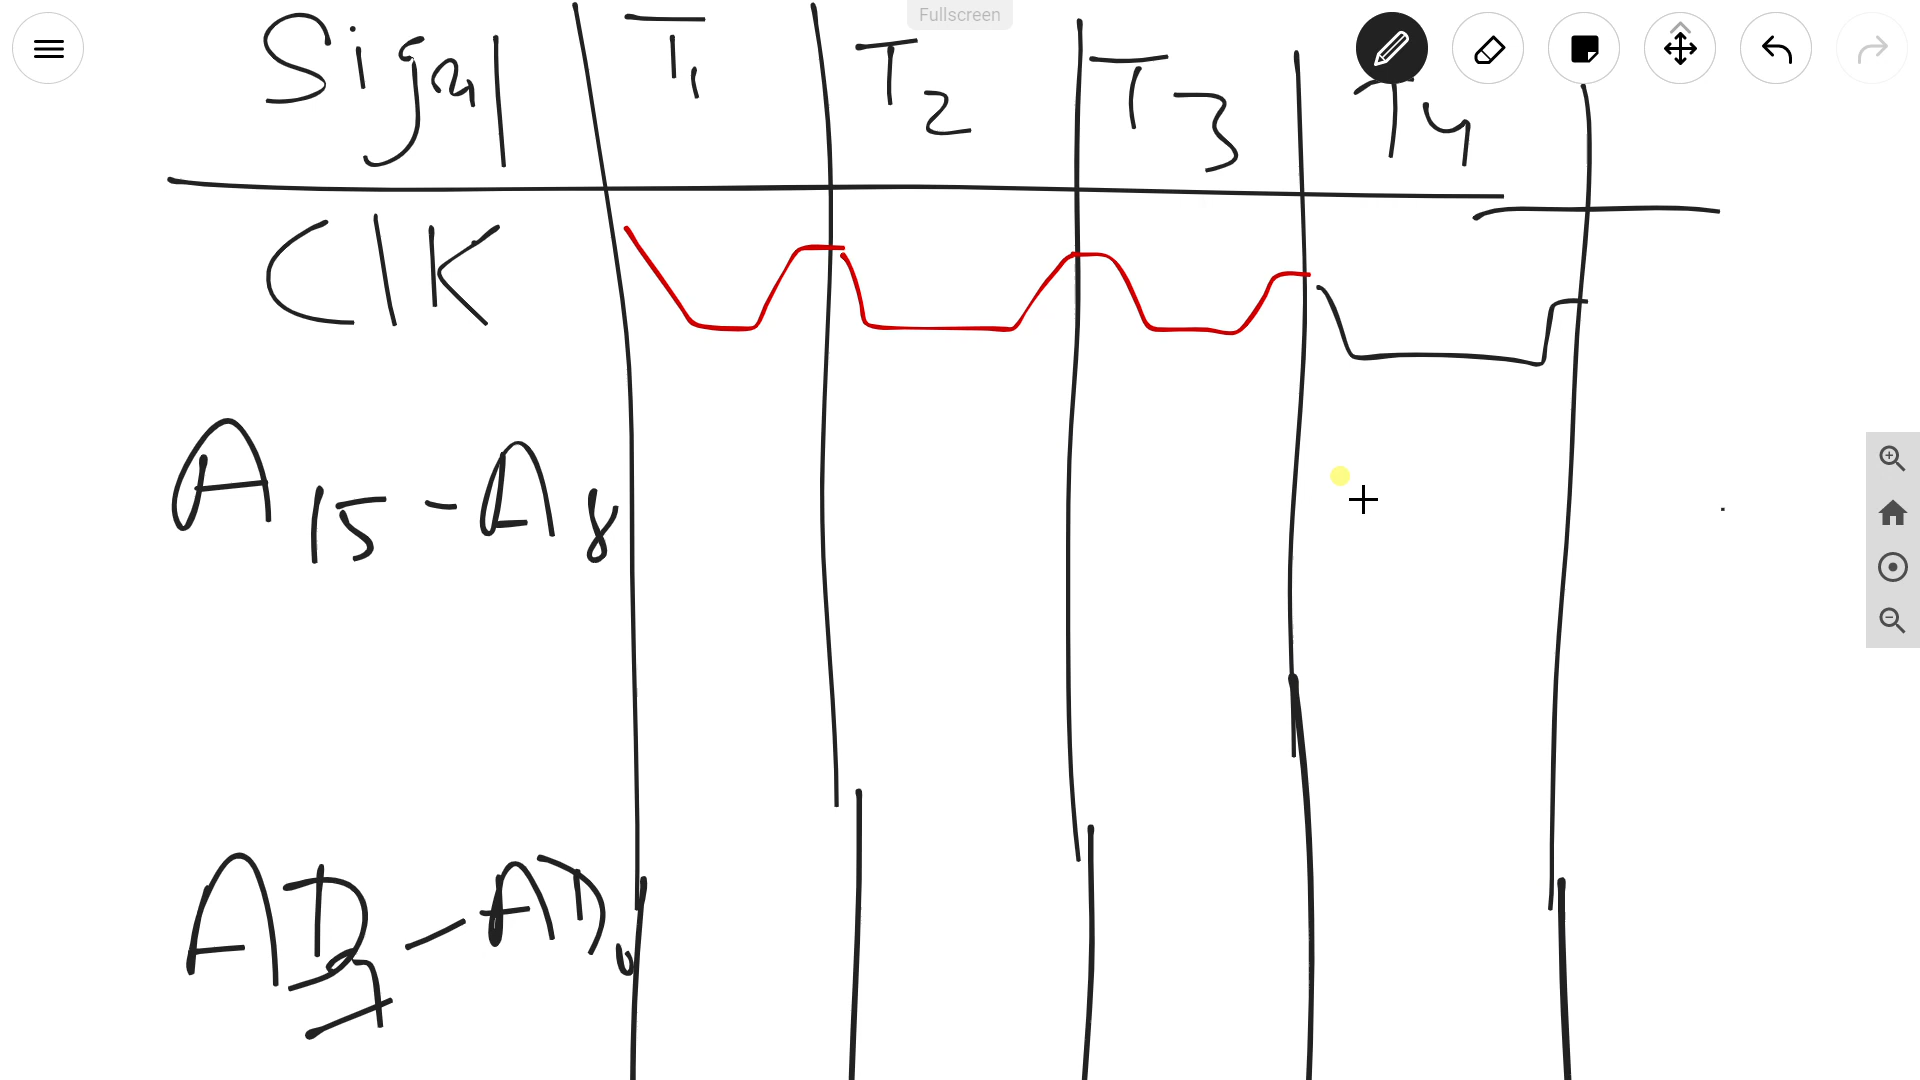 Fullscreen
Signal T1 T2 T3 T4
Clk
A15 - A8
AD7 - AD0